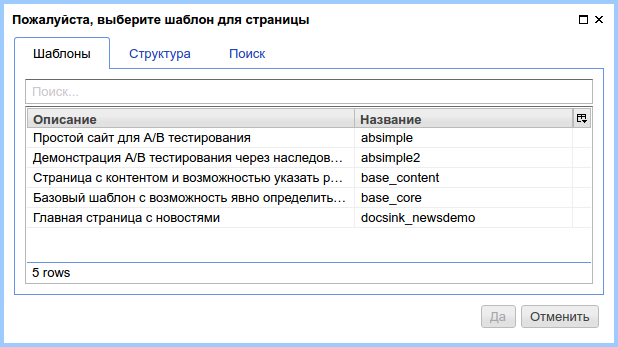 Пожалуйста, выберите шаблон для страницы
Шаблоны Структура Поиск
Поиск...
Описание Название
Простой сайт для A/B тестирования absimple
Демонстрация A/B тестирования через наследов... absimple2
Страница с контентом и возможностью указать р... base_content
Базовый шаблон с возможность явно определить... base_core
Главная страница с новостями docsink_newsdemo
5 rows
Да Отменить